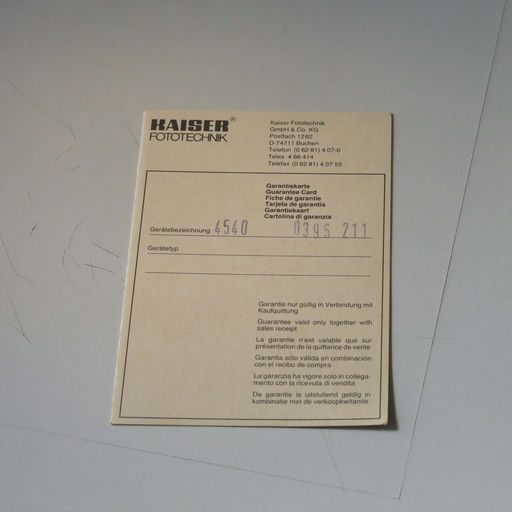 KAISER®
FOTOTECHNIK
Kaiser Fototechnik
GmbH & Co. KG
Postfach 1262
D-74711 Buchen
Telefon (0 62 81) 4 07-0
Telex 4 66 414
Telefax (0 62 81) 4 07 55
Garantiekarte
Guarantee Card
Fiche de garantie
Tarjeta de garantia
Garantiekaart
Cartolina di garanzia
Gerätebezeichnung 4540 0395 211
Gerätetyp
Garantie nur gültig in Verbindung mit
Kaufquittung
Guarantee valid only together with
sales receipt
La garantie n'est valable que sur
présentation de la quittance de vente
Garantia sólo válida en combinación
con el recibo de compra
La garanzia ha vigore solo in collega-
mento con la ricevuta di vendita
De garantie is uitsluitend geldig in
kombinatie met de verkoopkwitantie